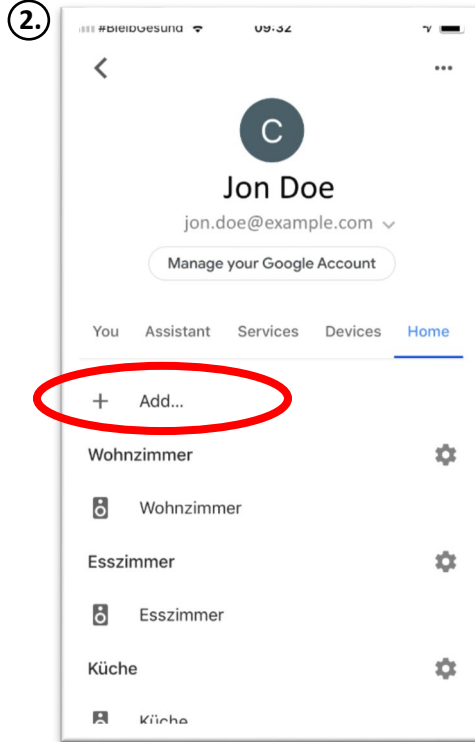 2.
#BleibGesund 09:32
C
Jon Doe
jon.doe@example.com
Manage your Google Account
You Assistant Services Devices Home
+ Add...
Wohnzimmer
Wohnzimmer
Esszimmer
Esszimmer
Küche
Küche